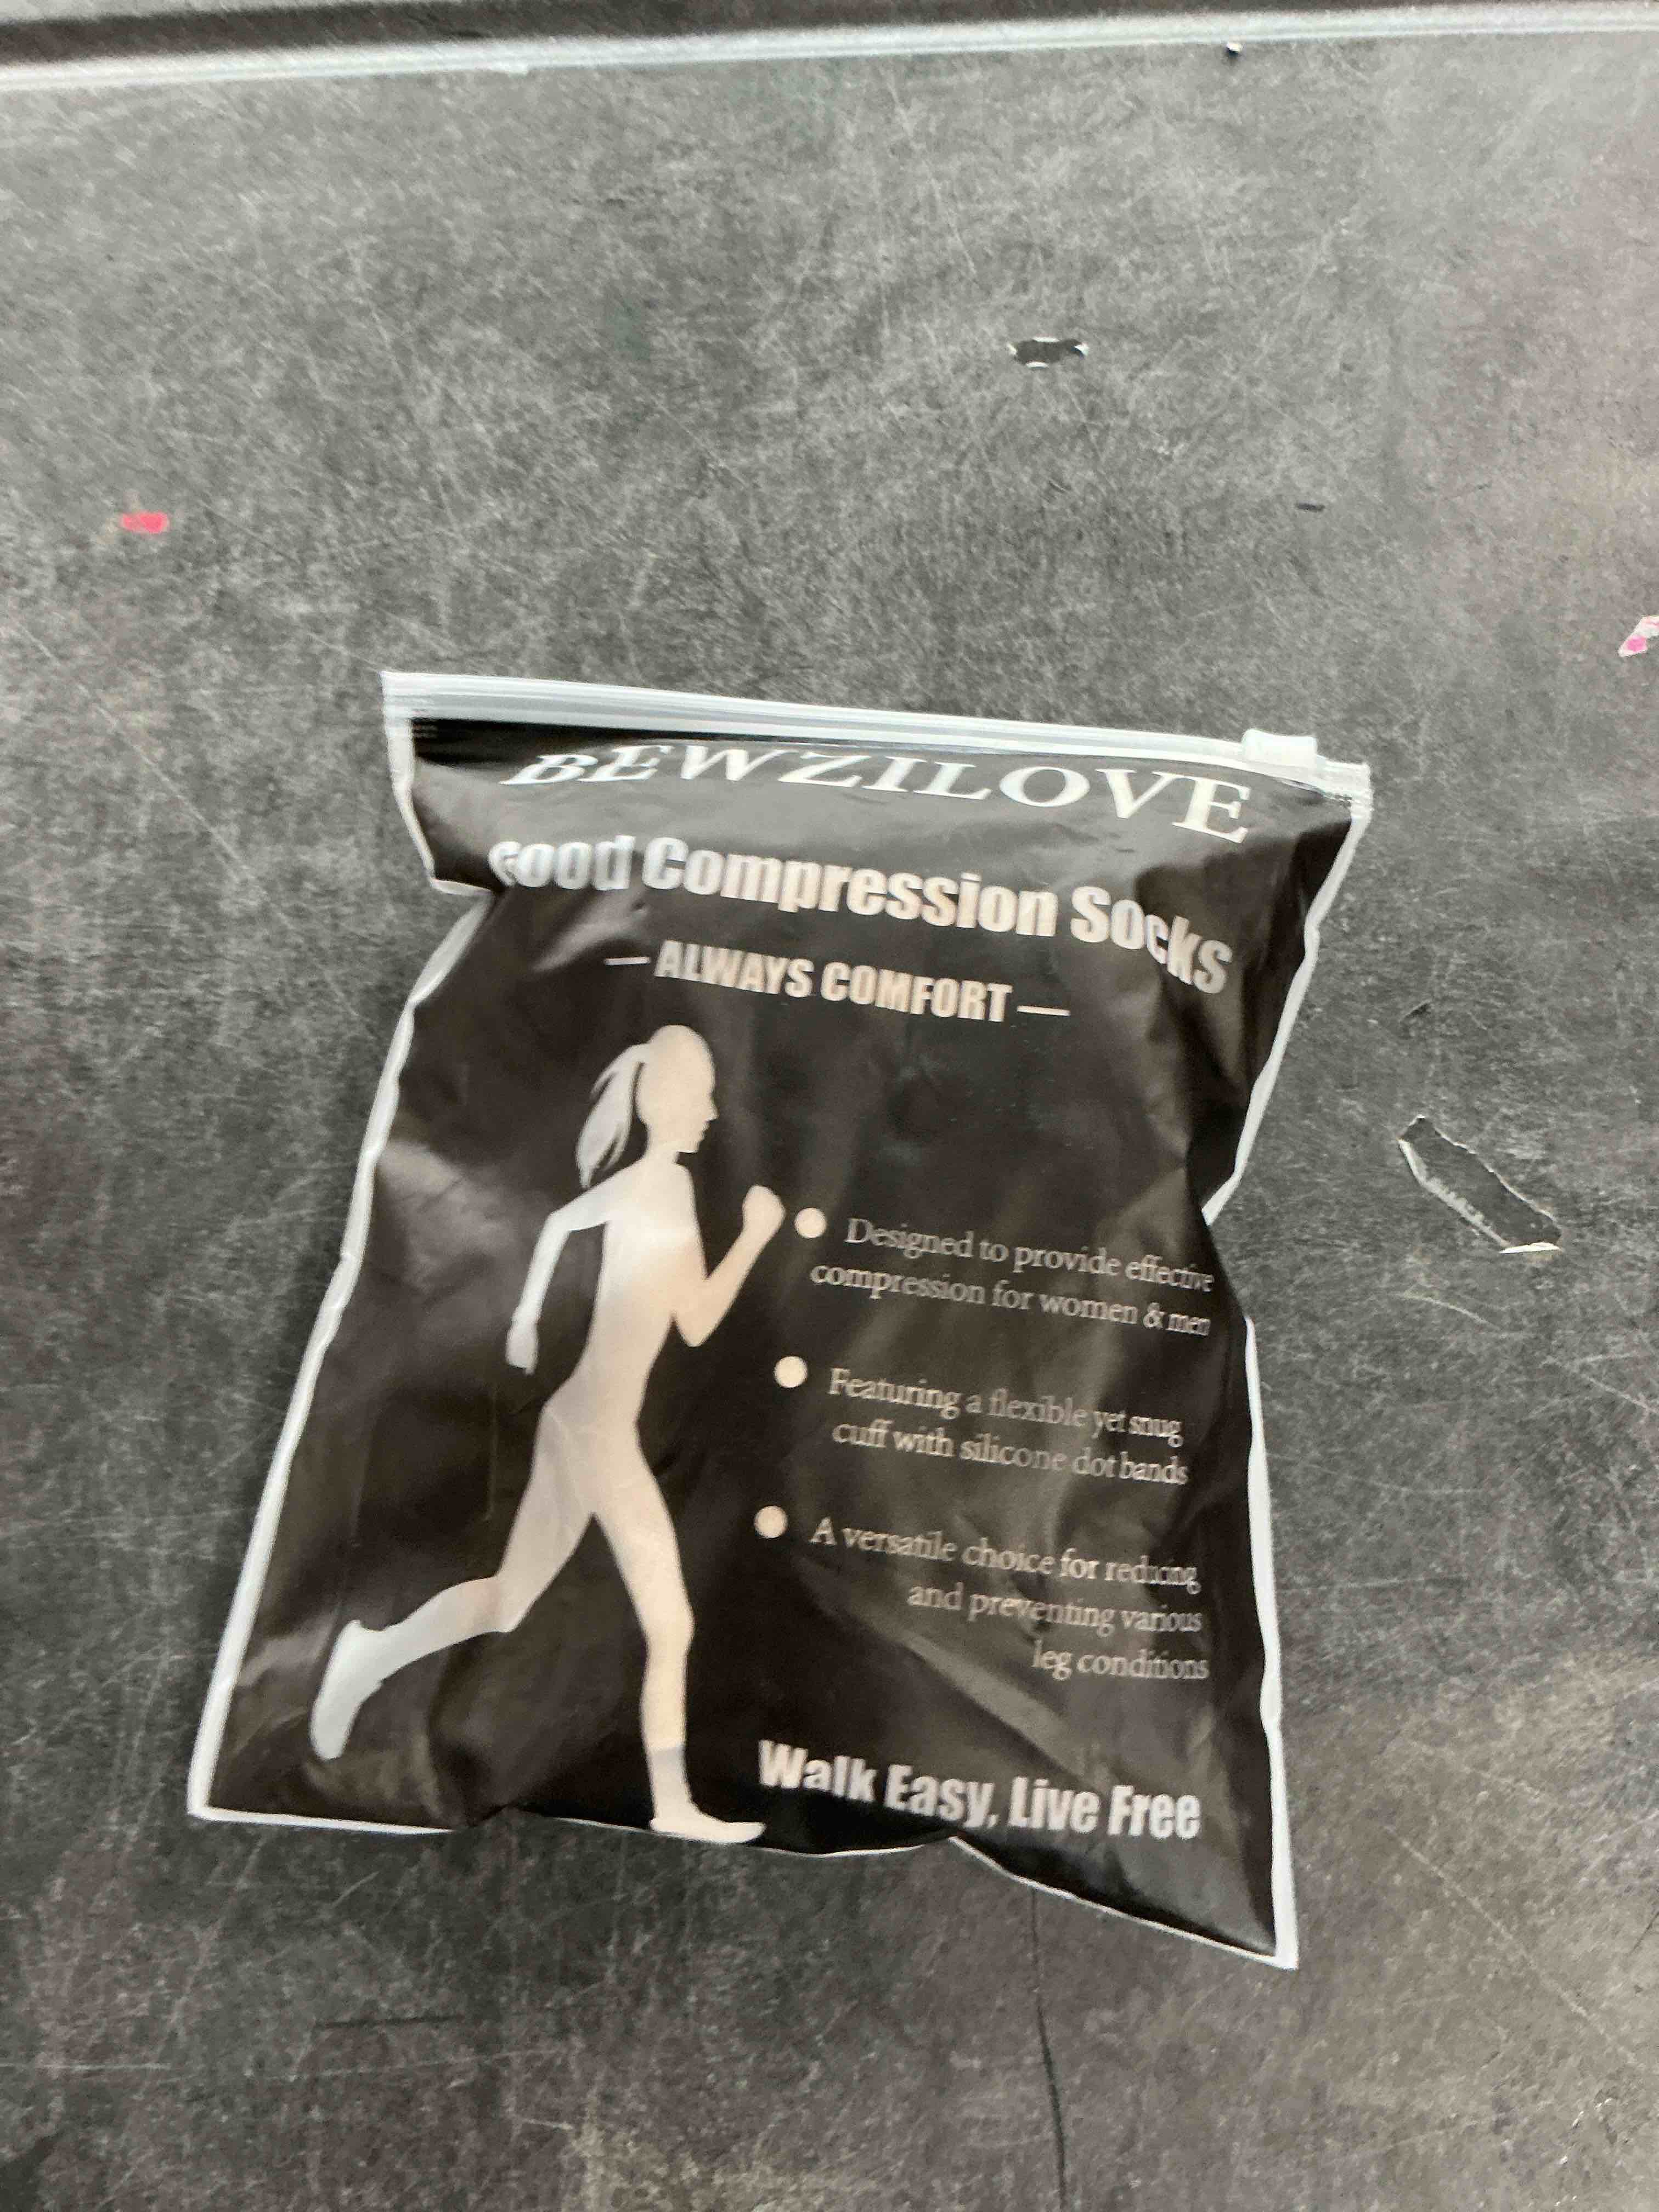 BEWZILOVE
Good Compression Socks
— ALWAYS COMFORT —
● Designed to provide effective
compression for women & men
● Featuring a flexible yet snug
cuff with silicone dot bands
● A versatile choice for reducing
and preventing various
leg conditions
Walk Easy, Live Free